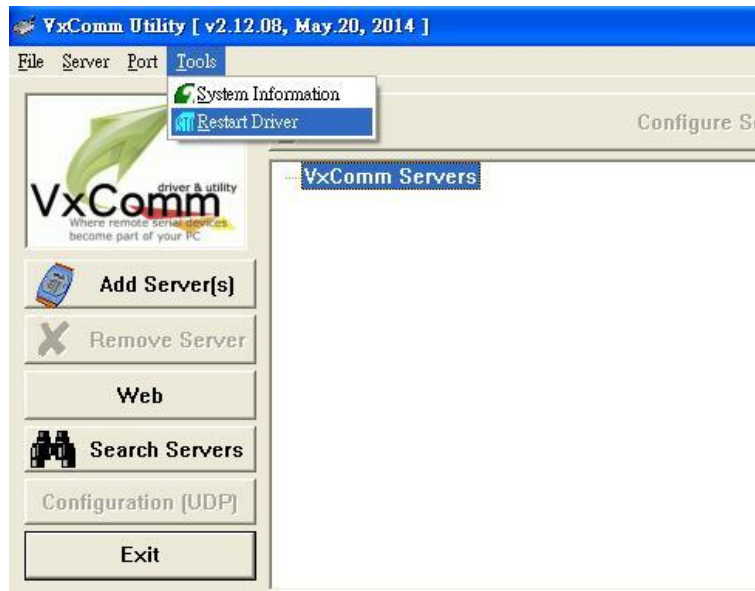 VxComm Utility [ v2.12.08, May.20, 2014 ]
File Server Port Tools
System Information
Restart Driver
Configure
VxComm Servers
driver & utility
VxComm
Where remote serial devices
become part of your PC
Add Server(s)
Remove Server
Web
Search Servers
Configuration (UDP)
Exit